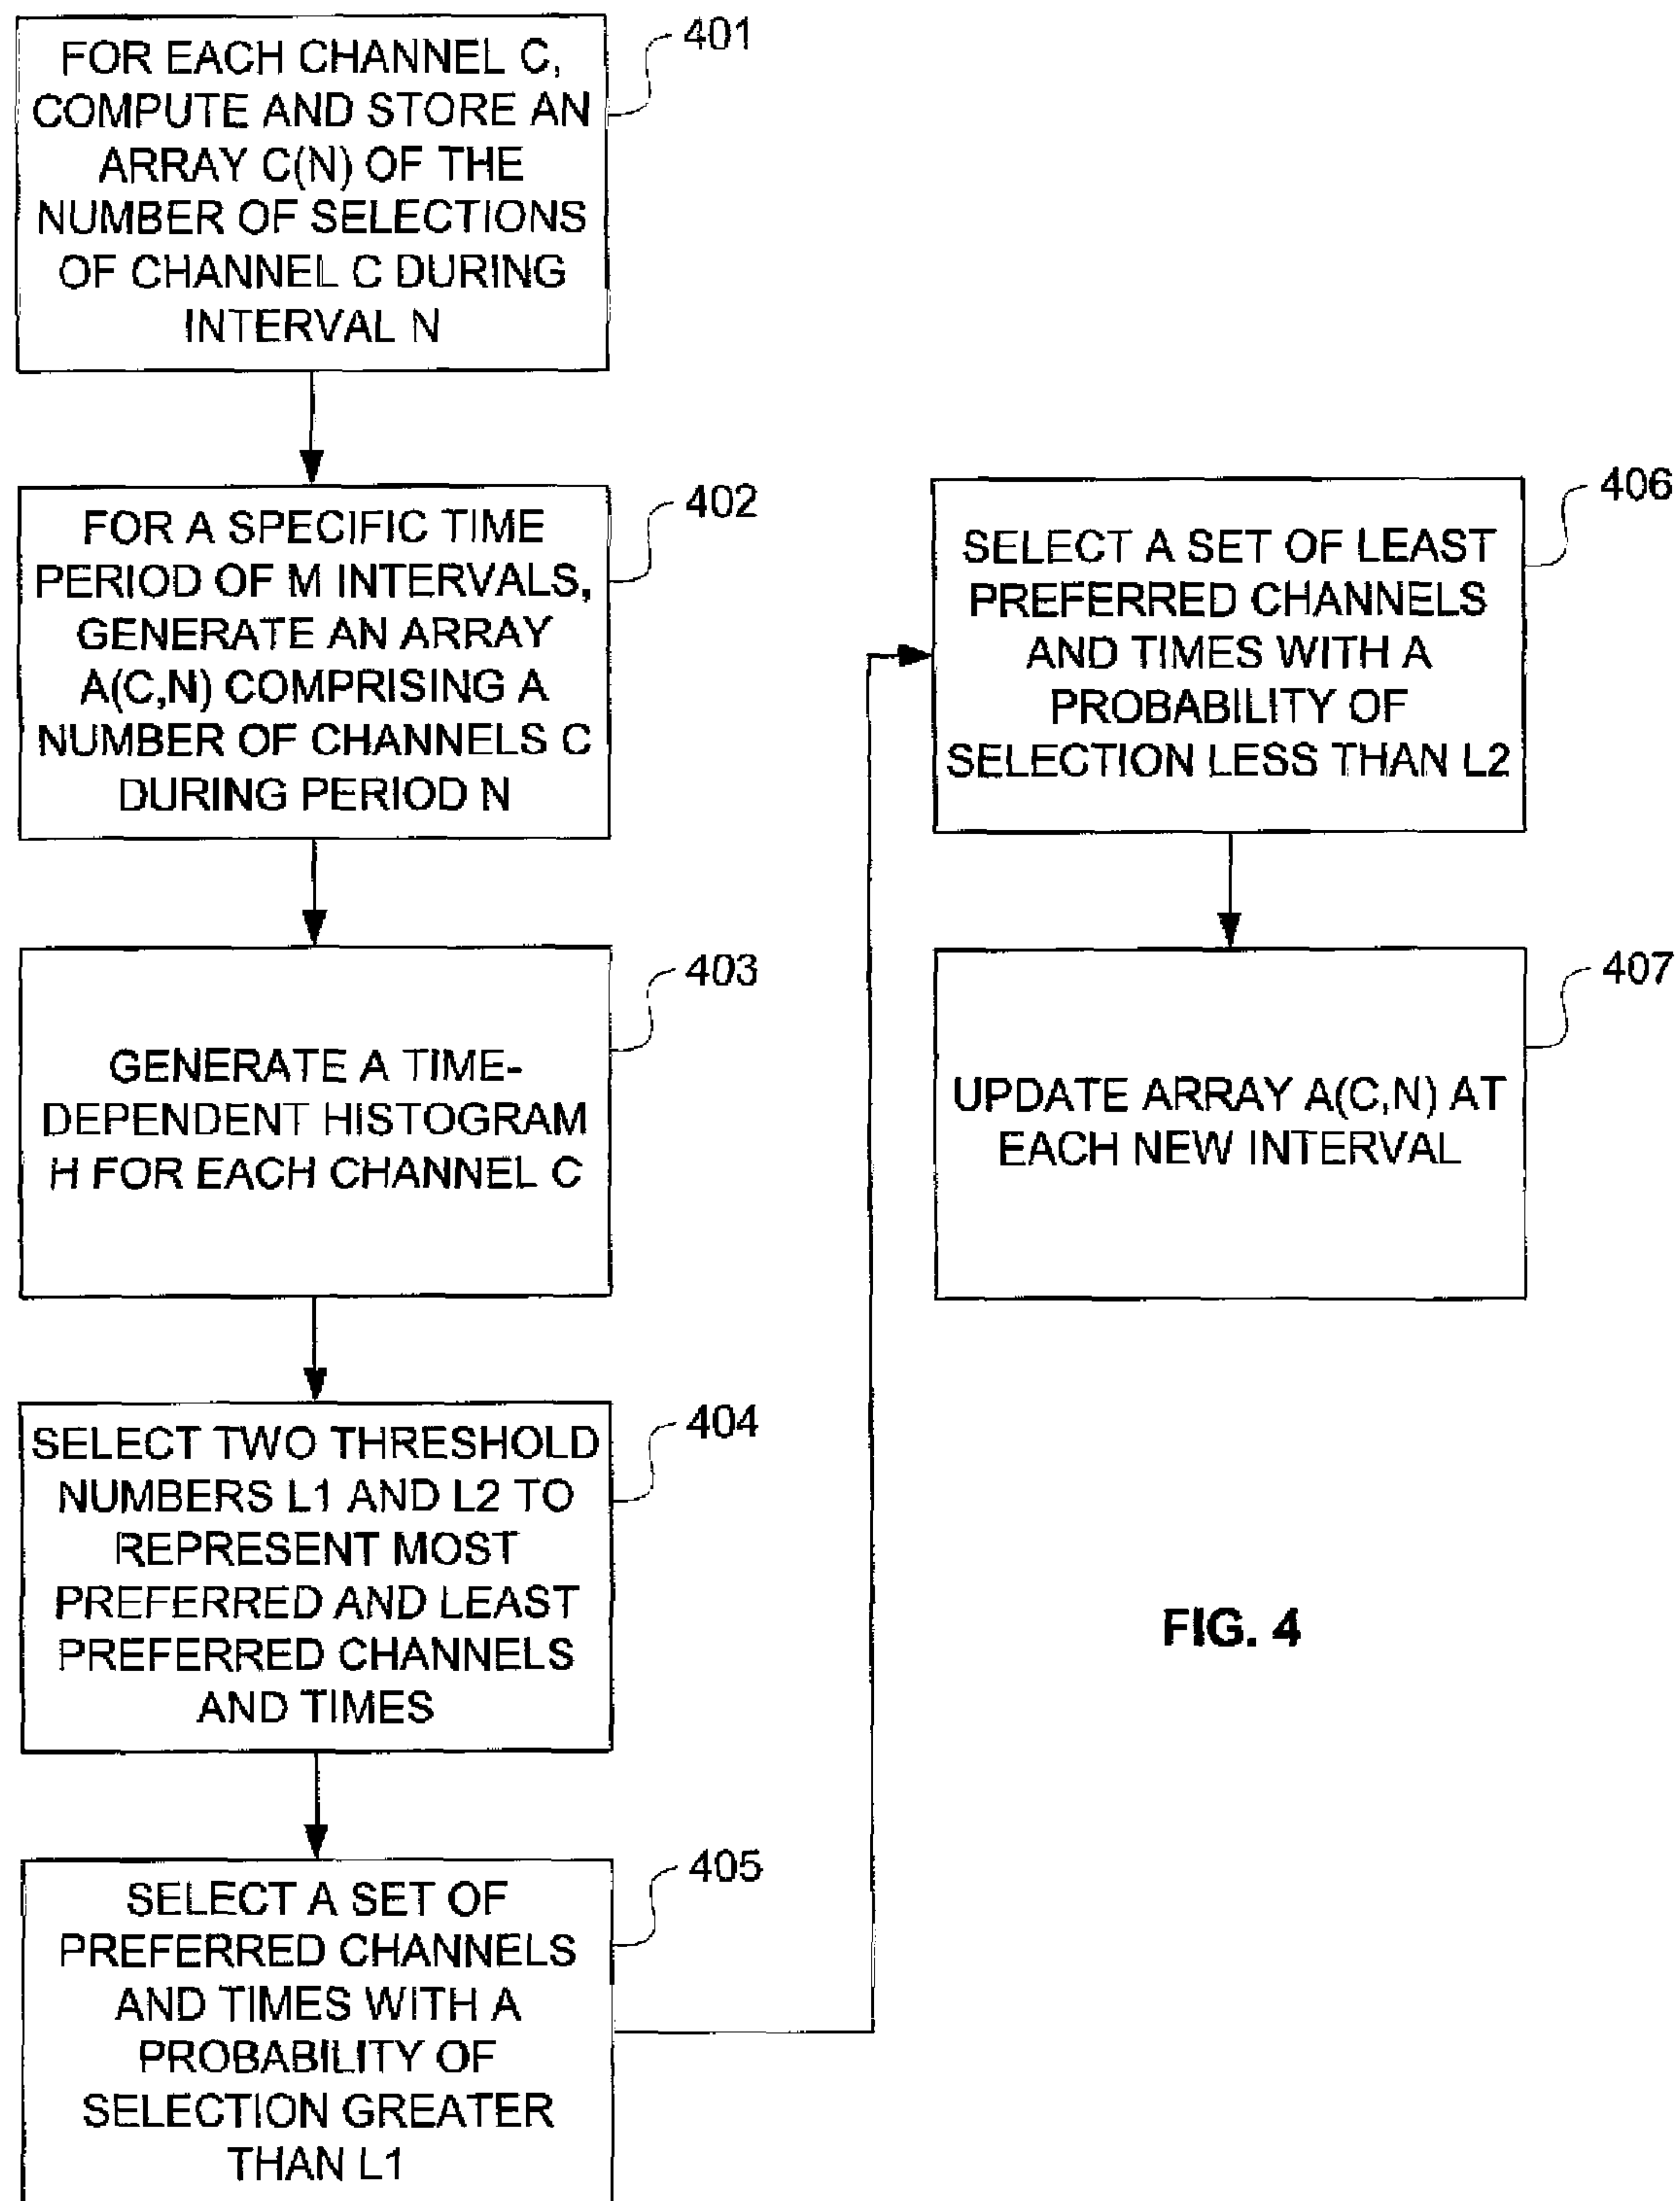 401
FOR EACH CHANNEL C,
COMPUTE AND STORE AN
ARRAY C(N) OF THE
NUMBER OF SELECTIONS
OF CHANNEL C DURING
INTERVAL N
402
FOR A SPECIFIC TIME
PERIOD OF M INTERVALS,
GENERATE AN ARRAY
A(C,N) COMPRISING A
NUMBER OF CHANNELS C
DURING PERIOD N
403
GENERATE A TIME-
DEPENDENT HISTOGRAM
H FOR EACH CHANNEL C
404
SELECT TWO THRESHOLD
NUMBERS L1 AND L2 TO
REPRESENT MOST
PREFERRED AND LEAST
PREFERRED CHANNELS
AND TIMES
405
SELECT A SET OF
PREFERRED CHANNELS
AND TIMES WITH A
PROBABILITY OF
SELECTION GREATER
THAN L1
406
SELECT A SET OF LEAST
PREFERRED CHANNELS
AND TIMES WITH A
PROBABILITY OF
SELECTION LESS THAN L2
407
UPDATE ARRAY A(C,N) AT
EACH NEW INTERVAL
FIG. 4